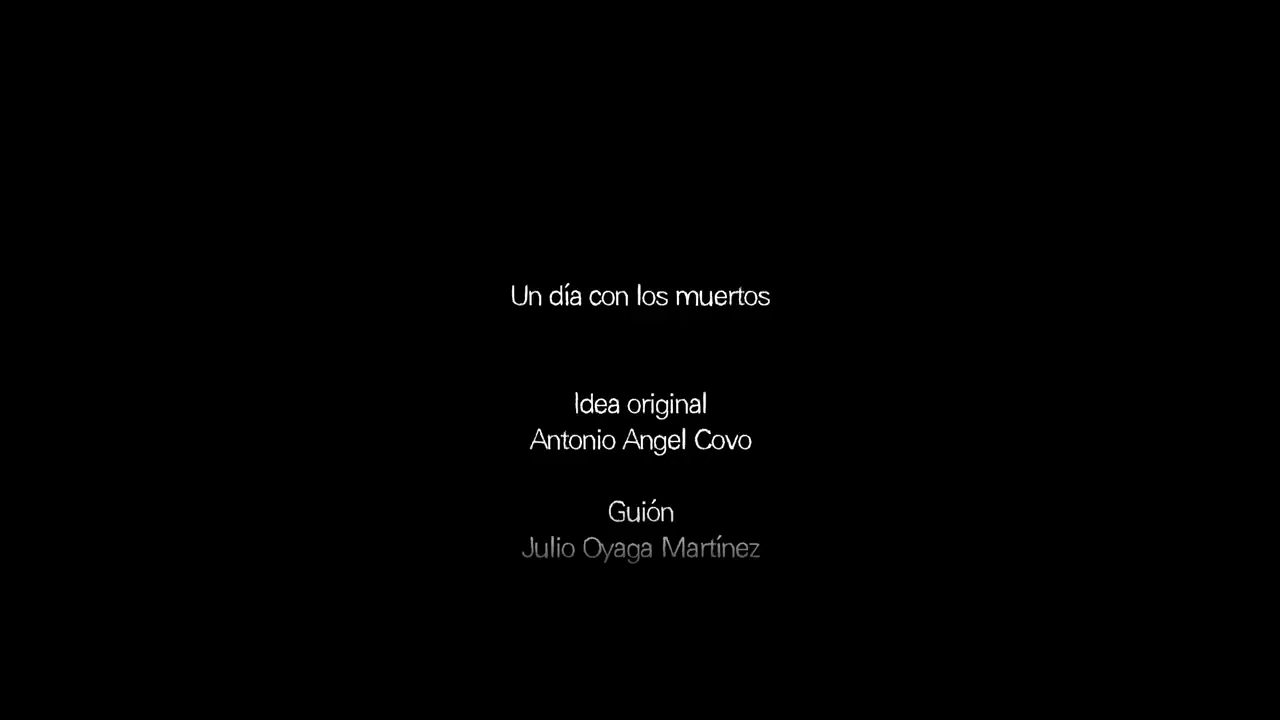 Un día con los muertos
Idea original
Antonio Angel Covo
Guión
Julio Oyaga Martínez